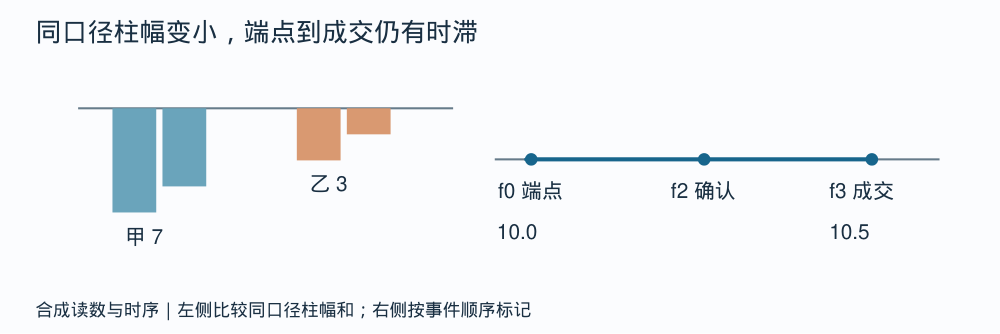 同口径柱幅变小，端点到成交仍有时滞
甲 7
乙 3
f0 端点
f2 确认
f3 成交
10.0
10.5
合成读数与时序｜左侧比较同口径柱幅和；右侧按事件顺序标记